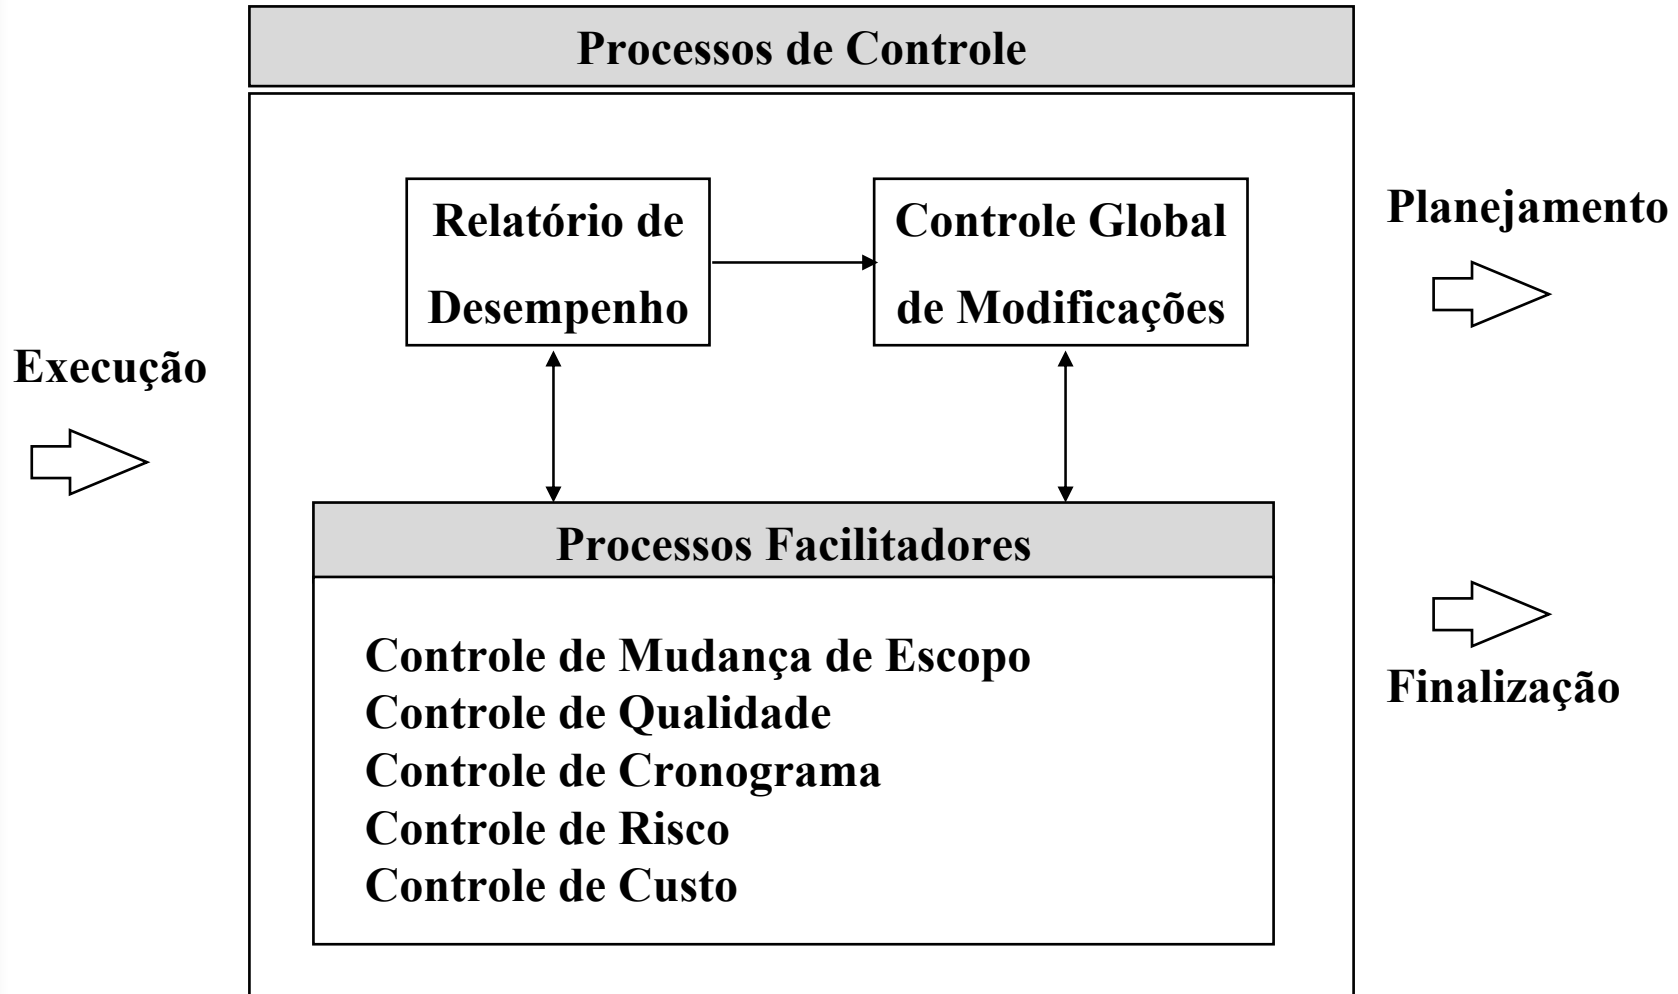 Processos de Controle
Relatório de
Desempenho
Controle Global
de Modificações
Planejamento
Execução
Processos Facilitadores
Controle de Mudança de Escopo
Controle de Qualidade
Controle de Cronograma
Controle de Risco
Controle de Custo
Finalização